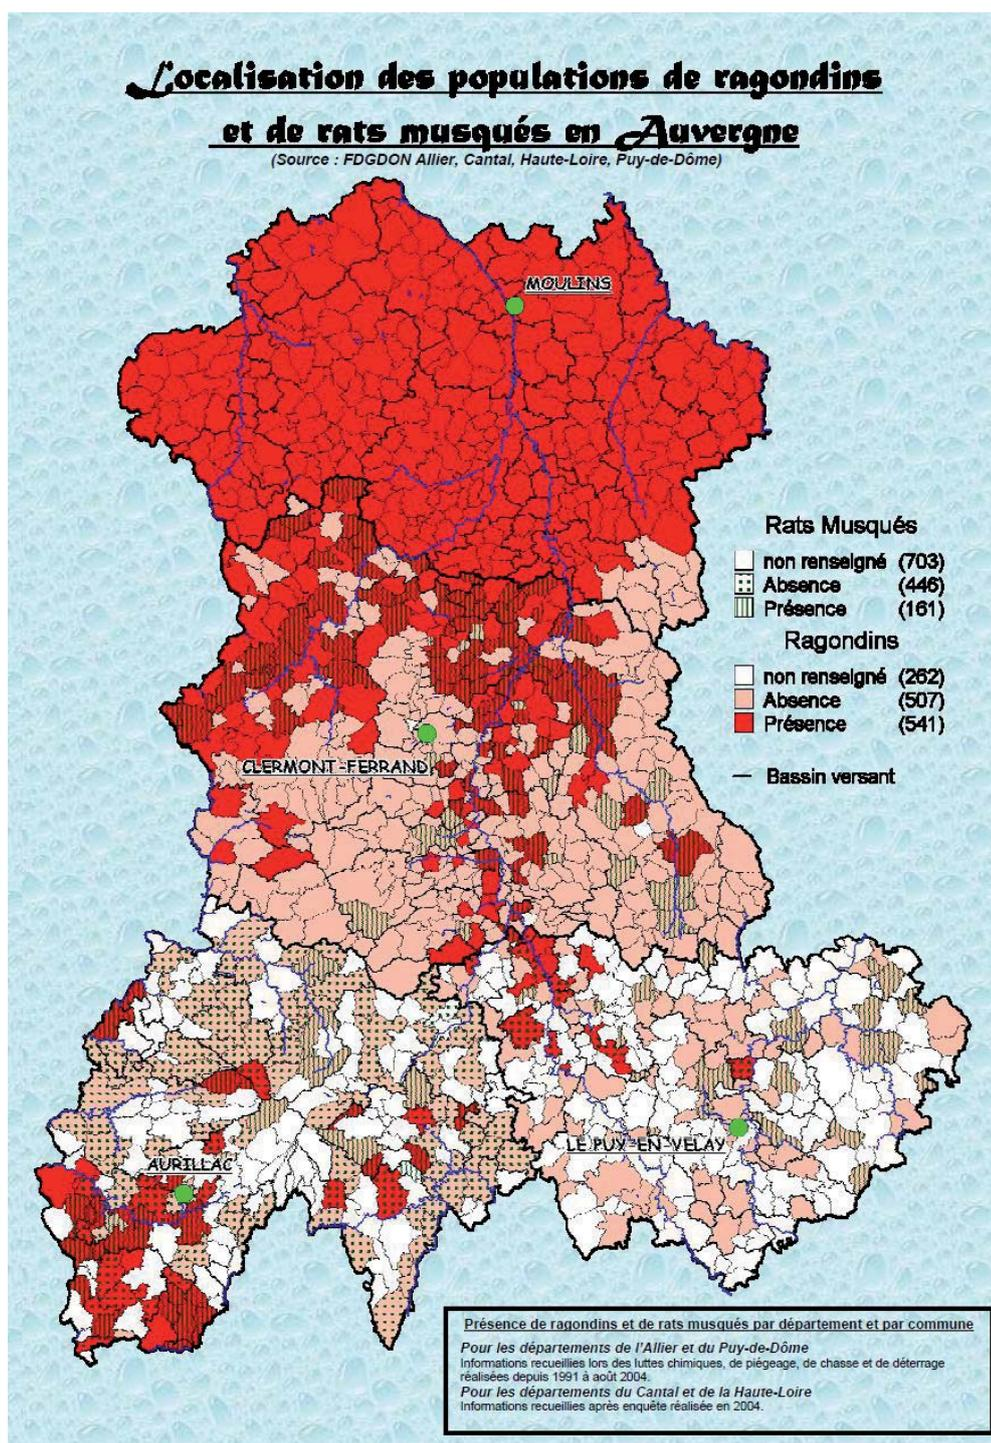 Localisation des populations de ragondins
et de rats musqués en Auvergne
(Source : FDGDON Allier, Cantal, Haute-Loire, Puy-de-Dôme)
MOULINS
Rats Musqués
non renseigné (703)
Absence (446)
Présence (161)
Ragondins
non renseigné (262)
Absence (507)
Présence (541)
Bassin versant
CLERMONT-FERRAND
LE PUY-EN-VELAY
AURILLAC
Présence de ragondins et de rats musqués par département et par commune
Pour les départements de l'Allier et du Puy-de-Dôme
Informations recueillies lors des luttes chimiques, de piégeage, de chasse et de déterrage
réalisées depuis 1991 à août 2004.
Pour les départements du Cantal et de la Haute-Loire
Informations recueillies après enquête réalisée en 2004.